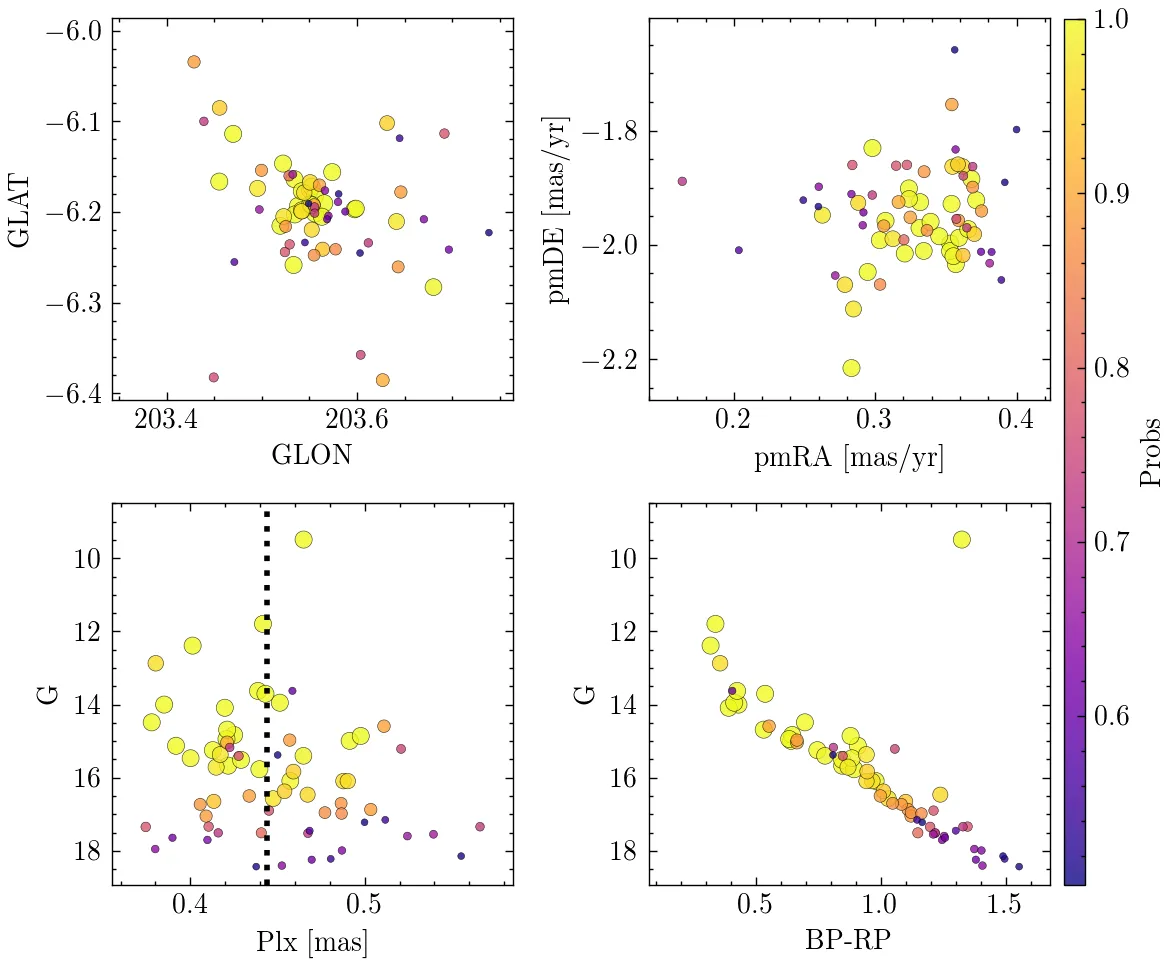 −6.0
−6.1
−6.2
−6.3
−6.4
GLAT
203.4 203.6
GLON
−1.8
−2.0
−2.2
pmDE [mas/yr]
0.2 0.3 0.4
pmRA [mas/yr]
10
12
14
16
18
G
0.4 0.5
Plx [mas]
10
12
14
16
18
G
0.5 1.0 1.5
BP-RP
1.0
0.9
0.8
0.7
0.6
Probs